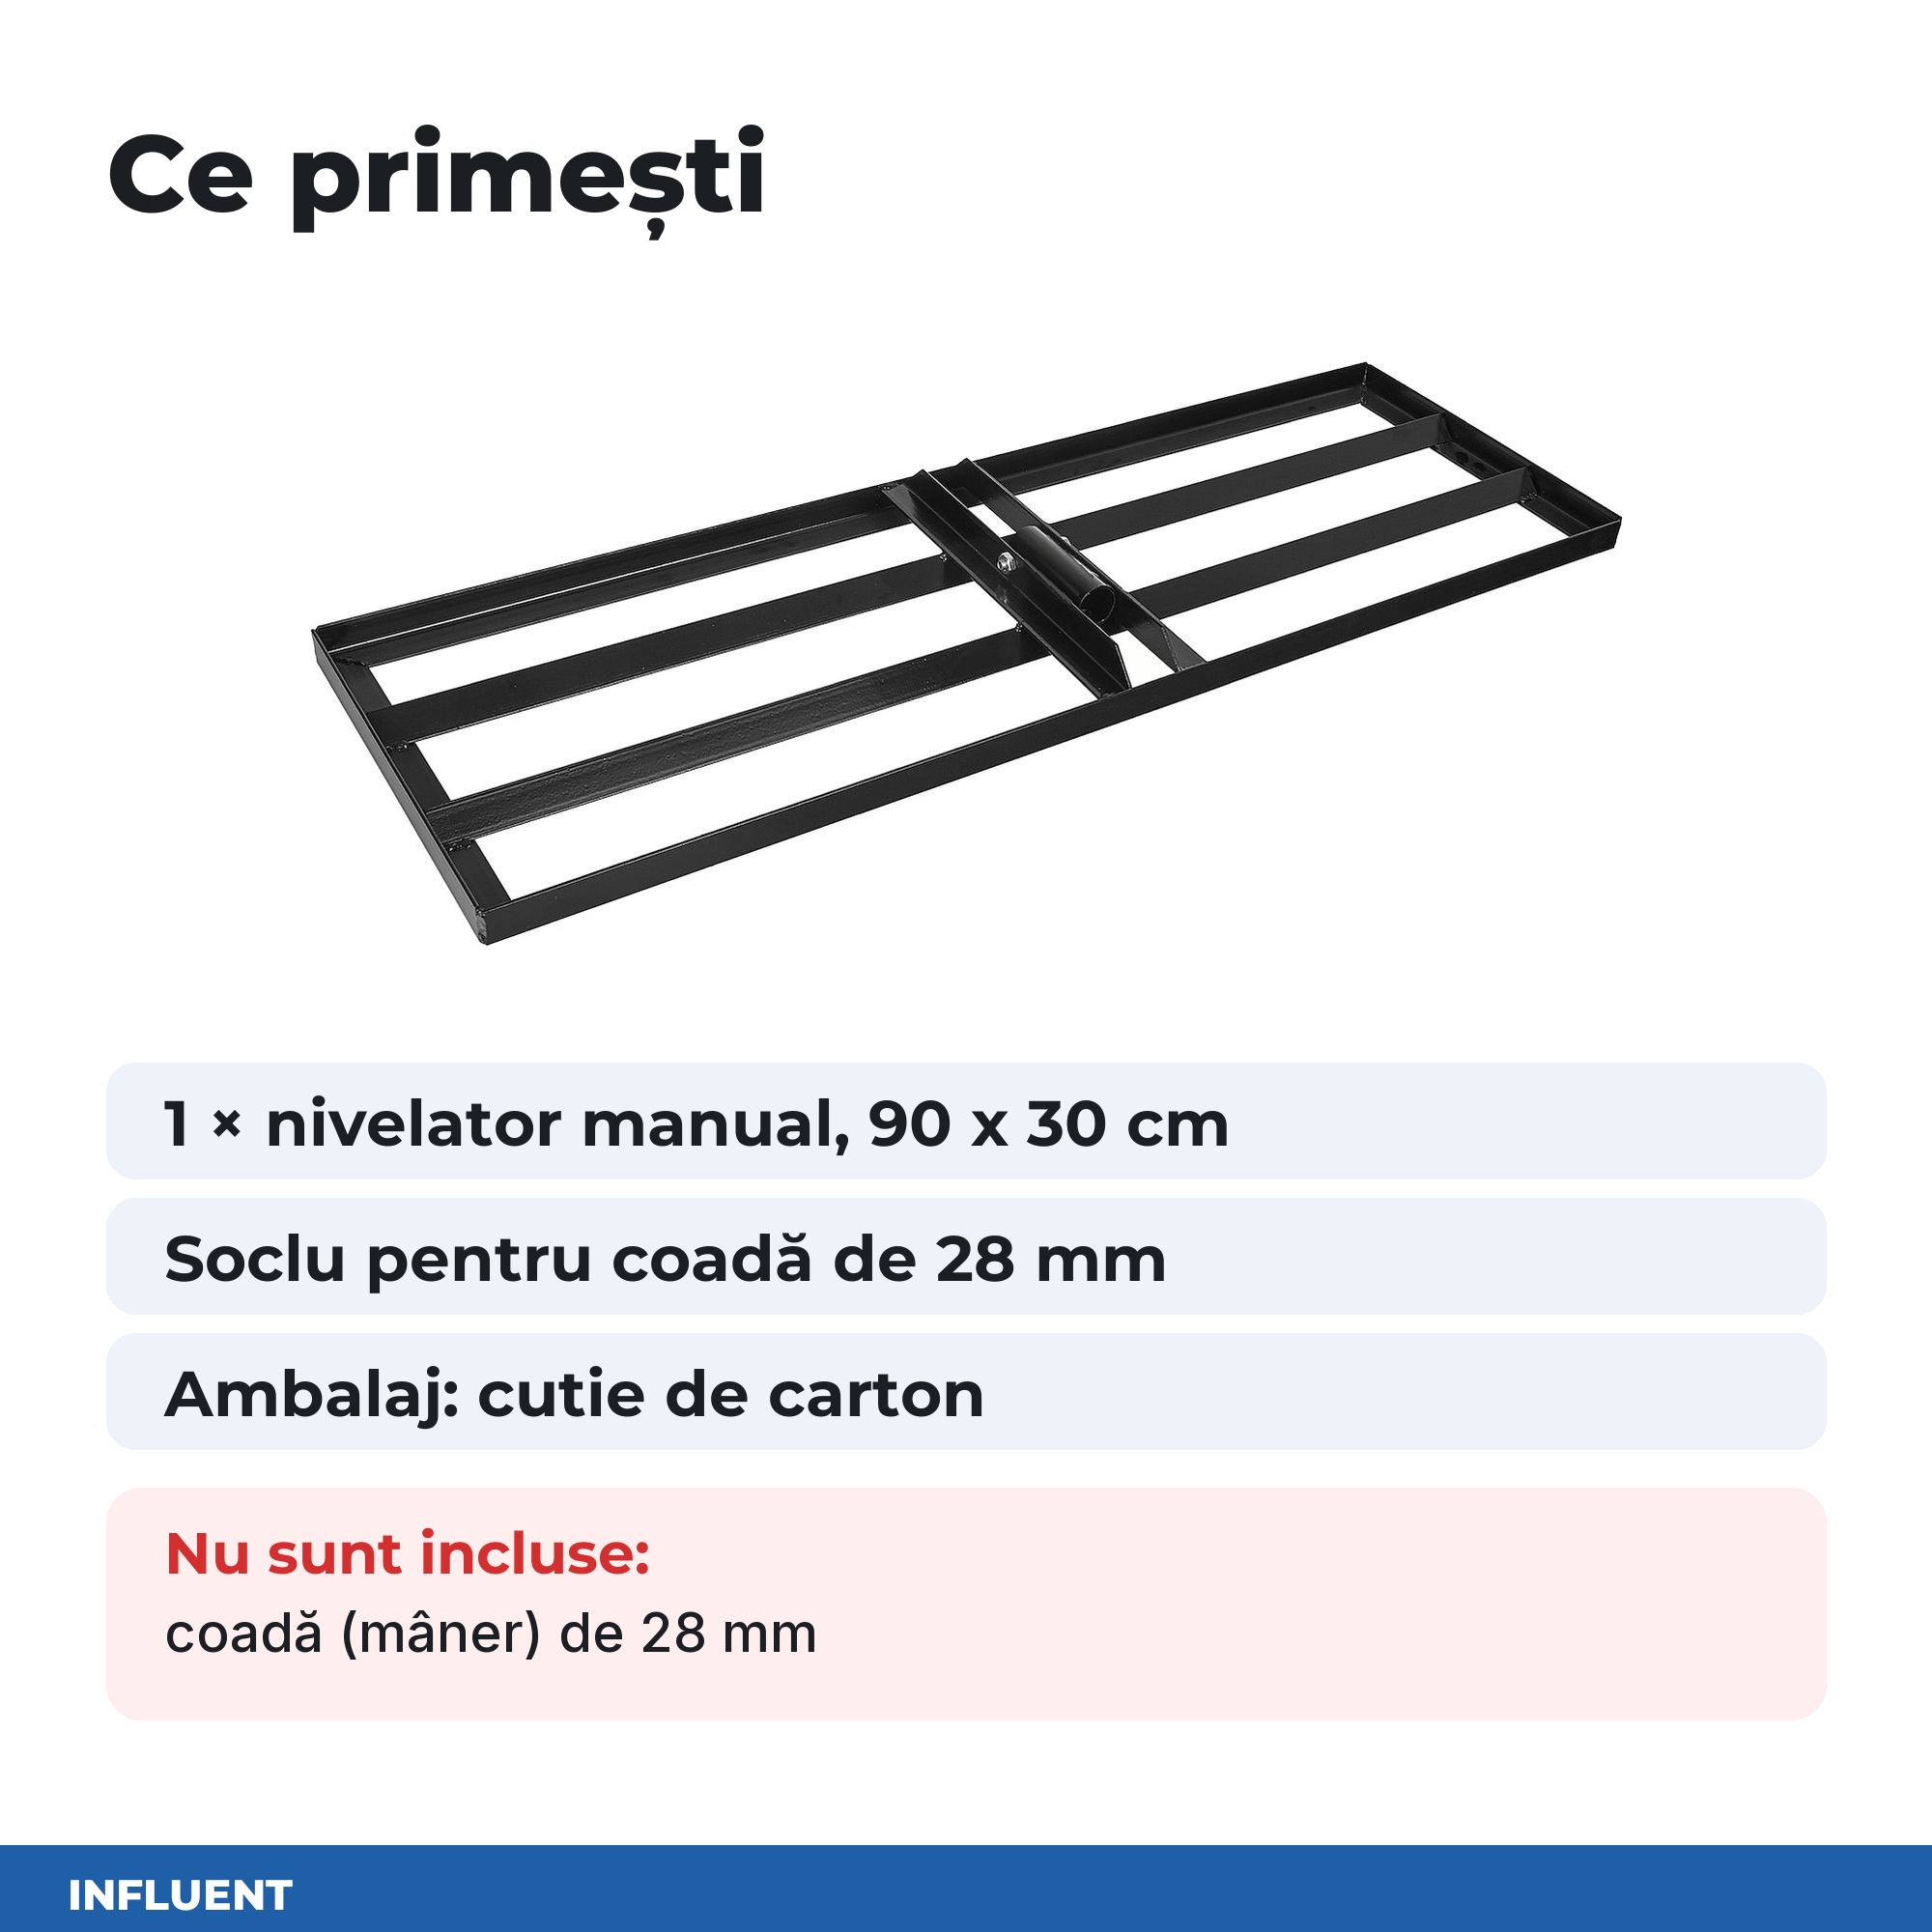 Ce primești
1 × nivelator manual, 90 x 30 cm
Soclu pentru coadă de 28 mm
Ambalaj: cutie de carton
Nu sunt incluse:
coadă (mâner) de 28 mm
INFLUENT